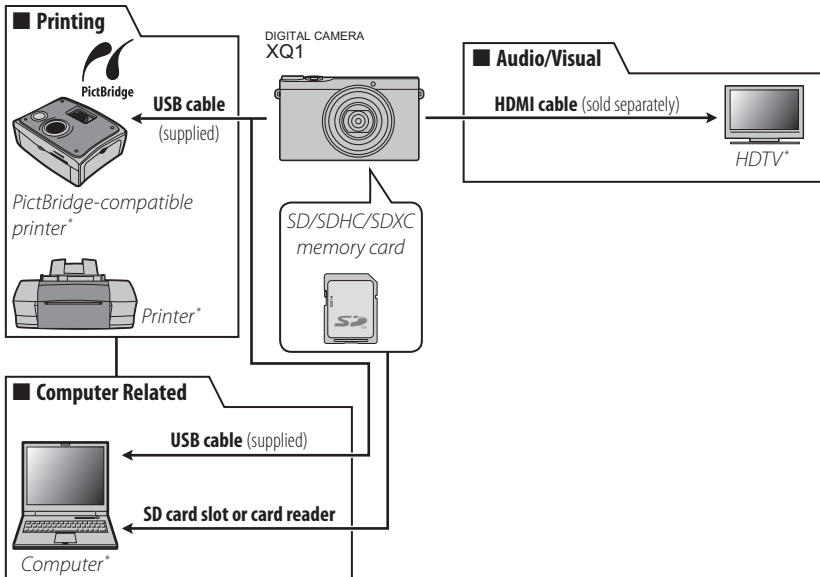 ■ Printing
PictBridge
USB cable
(supplied)
PictBridge-compatible
printer*
Printer*
DIGITAL CAMERA
XQ1
■ Audio/Visual
HDMI cable (sold separately)
HDTV*
SD/SDHC/SDXC
memory card
SD
■ Computer Related
USB cable (supplied)
SD card slot or card reader
Computer*